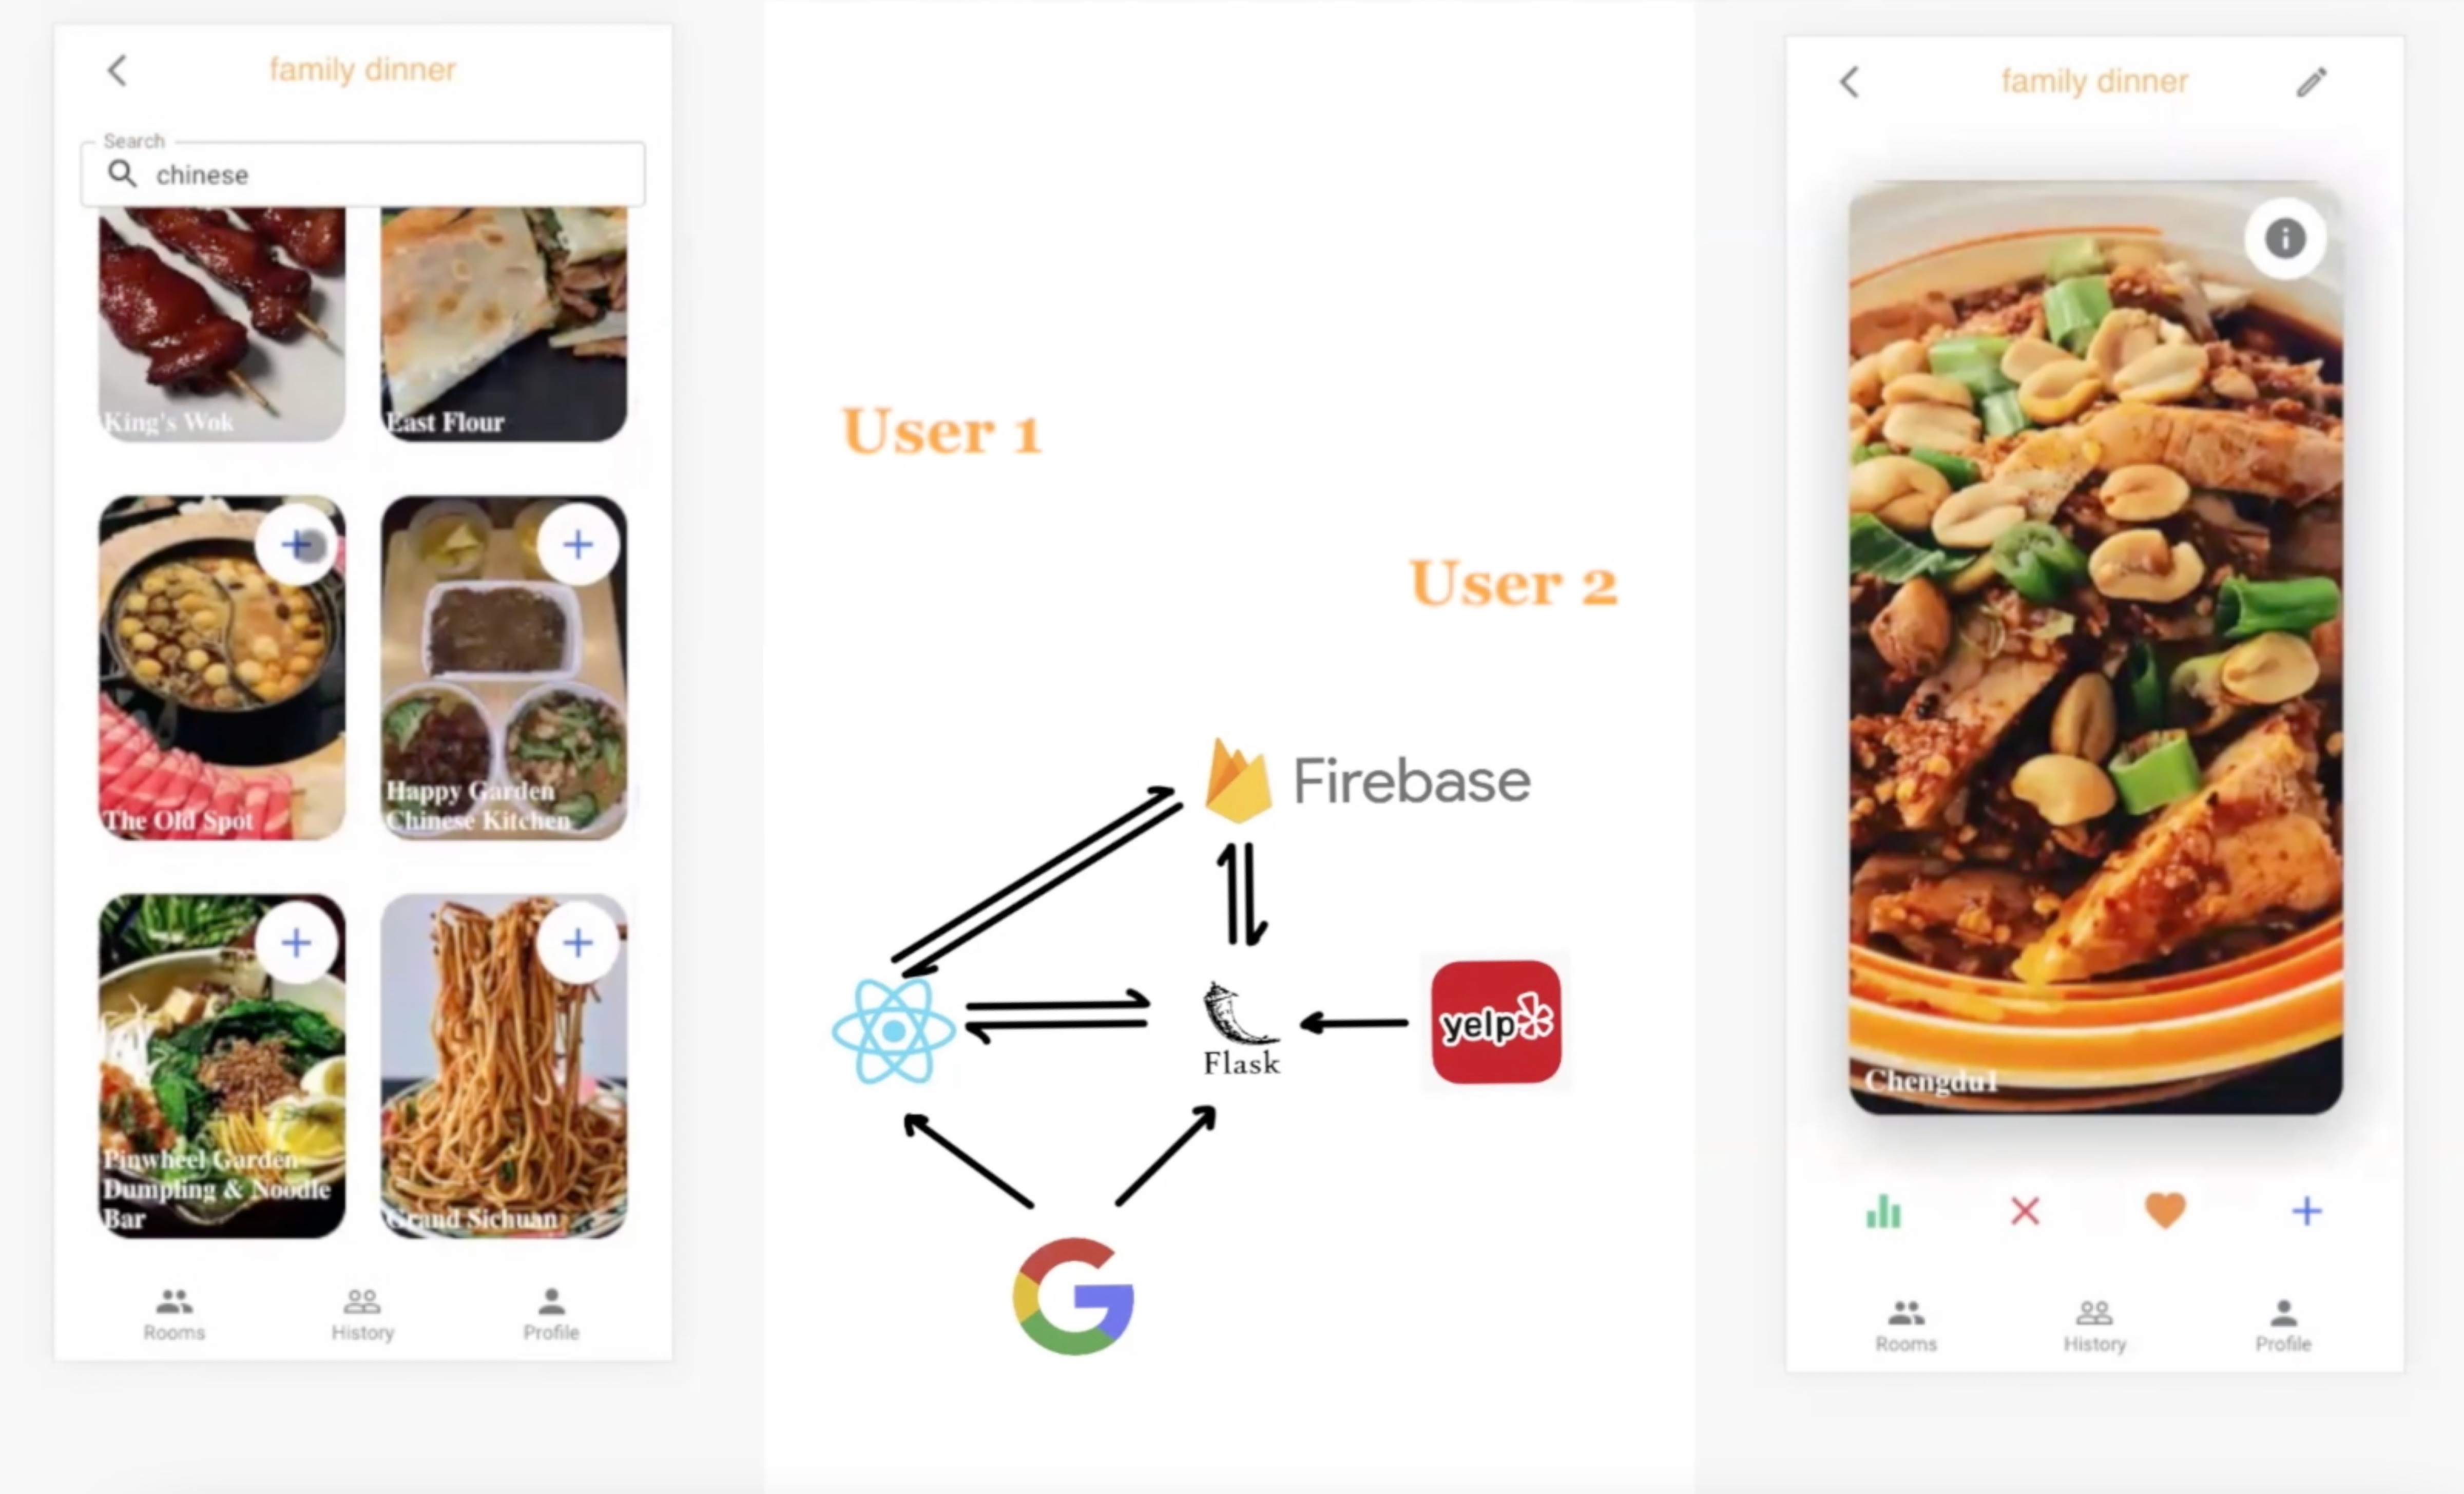 family dinner
Search
chinese
King's Wok
East Flour
The Old Spot
Happy Garden
Chinese Kitchen
Pinwheel Garden
Dumpling & Noodle
Bar
Grand Sichuan
Rooms
History
Profile
User 1
User 2
Firebase
Flask
yelp
family dinner
Chengdu1
Rooms
History
Profile